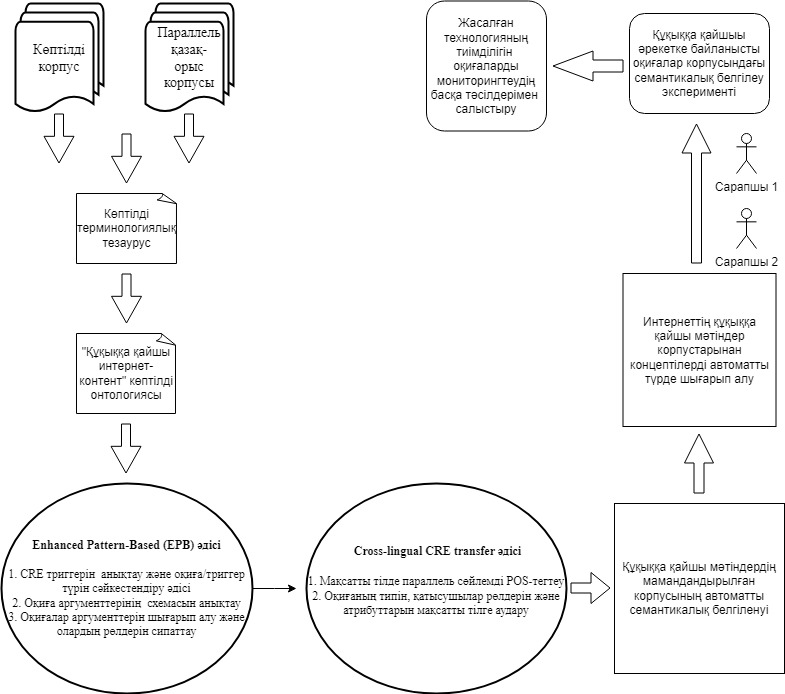 Көптілді
корпус
Параллель
қазақ-
орыс
корпусы
Көптілді
терминологиялық
тезаурус
"Құқыққа қайшы
интернет-
контент" көптілді
онтологиясы
Enhanced Pattern-Based (EPB) әдісі
1. CRE триггерін анықтау және оқиға/триггер
түрін сәйкестендіру әдісі
2. Оқиға аргументтерінің схемасын анықтау
3. Оқиғалар аргументтерін шығарып алу және
олардың рөлдерін сипаттау
Cross-lingual CRE transfer әдісі
1. Мақсатты тілде параллель сөйлемді POS-тегтеу
2. Оқиғаның типін, қатысушылар рөлдерін және
атрибуттарын мақсатты тілге аудару
Құқыққа қайшы мәтіндердің
мамандандырылған
корпусының автоматты
семантикалық белгіленуі
Интернеттің құқыққа
қайшы мәтіндер
корпустарынан
концептілерді автоматты
түрде шығарып алу
Сарапшы 1
Сарапшы 2
Құқыққа қайшыы
әрекетке байланысты
оқиғалар корпусындағы
семантикалық белгілеу
эксперименті
Жасалған
технологияның
тиімділігін
оқиғаларды
мониторингтеудің
басқа тәсілдерімен
салыстыру